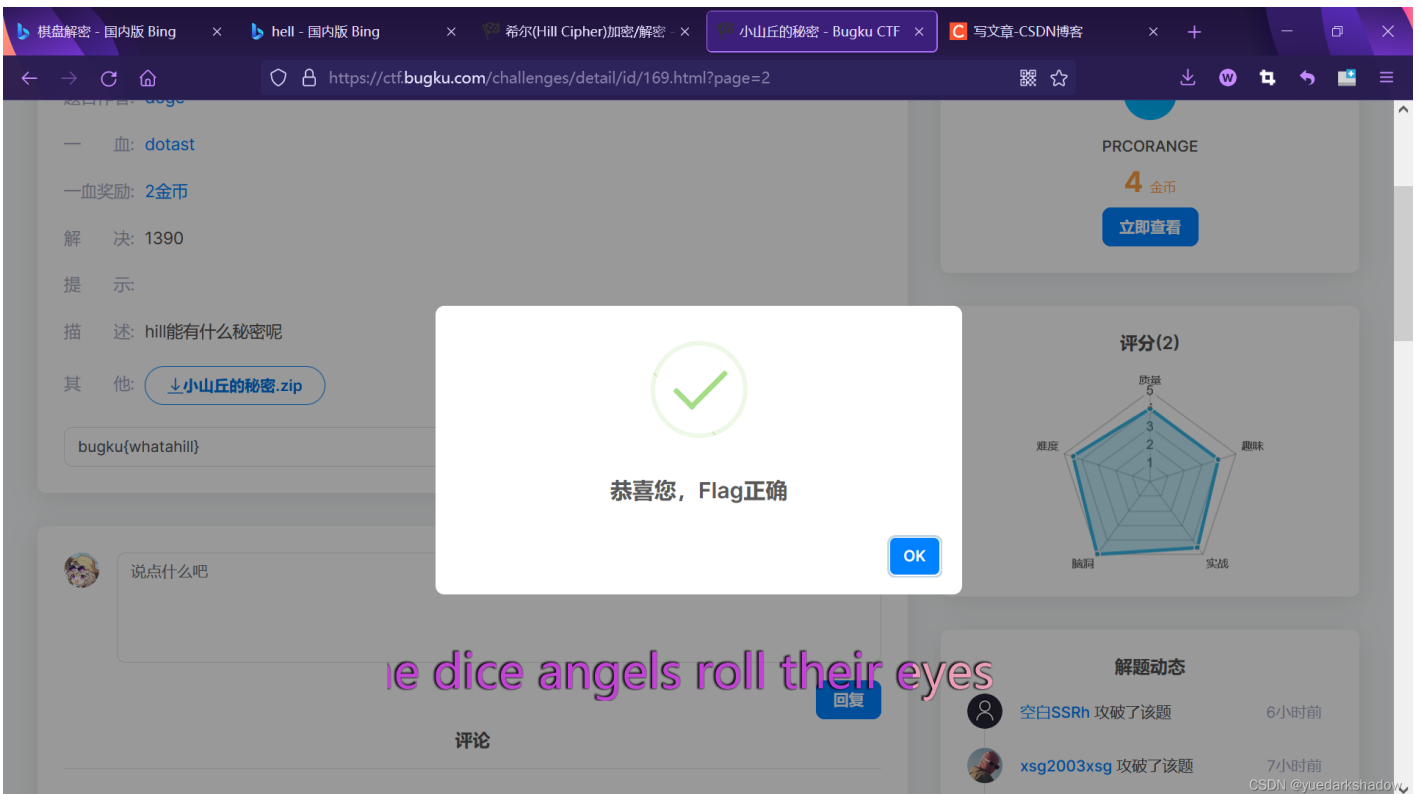 棋盘解密 - 国内版 Bing
hell - 国内版 Bing
希尔(Hill Cipher)加密/解密 -
小山丘的秘密 - Bugku CTF
C 写文章-CSDN博客
https://ctf.bugku.com/challenges/detail/id/169.html?page=2
一 血: dotast
一血奖励: 2金币
解 决: 1390
提 示:
描 述: hill能有什么秘密呢
其 他: 小山丘的秘密.zip
bugku{whatahill}
恭喜您，Flag正确
OK
说点什么吧
e dice angels roll their eyes
回复
评论
PRCORANGE
4 金币
立即查看
评分(2)
质量
5
3
2
1
难度
趣味
脑洞
实战
解题动态
空白SSRh 攻破了该题 6小时前
xsg2003xsg 攻破了该题 7小时前
CSDN @yuedarkshadow